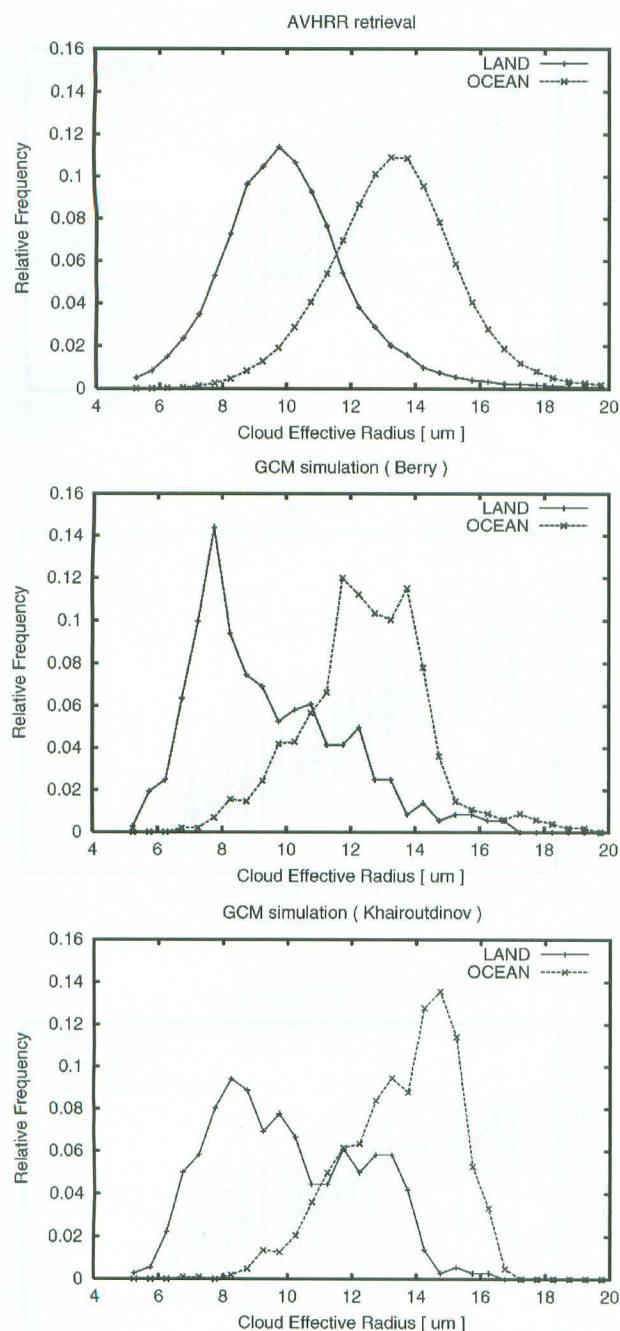 AVHRR retrieval
0.16
0.14
0.12
0.1
0.08
0.06
0.04
0.02
0
Relative Frequency
LAND
OCEAN
4 6 8 10 12 14 16 18 20
Cloud Effective Radius [ um ]
GCM simulation ( Berry )
0.16
0.14
0.12
0.1
0.08
0.06
0.04
0.02
0
Relative Frequency
LAND
OCEAN
4 6 8 10 12 14 16 18 20
Cloud Effective Radius [ um ]
GCM simulation ( Khairoutdinov )
0.16
0.14
0.12
0.1
0.08
0.06
0.04
0.02
0
Relative Frequency
LAND
OCEAN
4 6 8 10 12 14 16 18 20
Cloud Effective Radius [ um ]